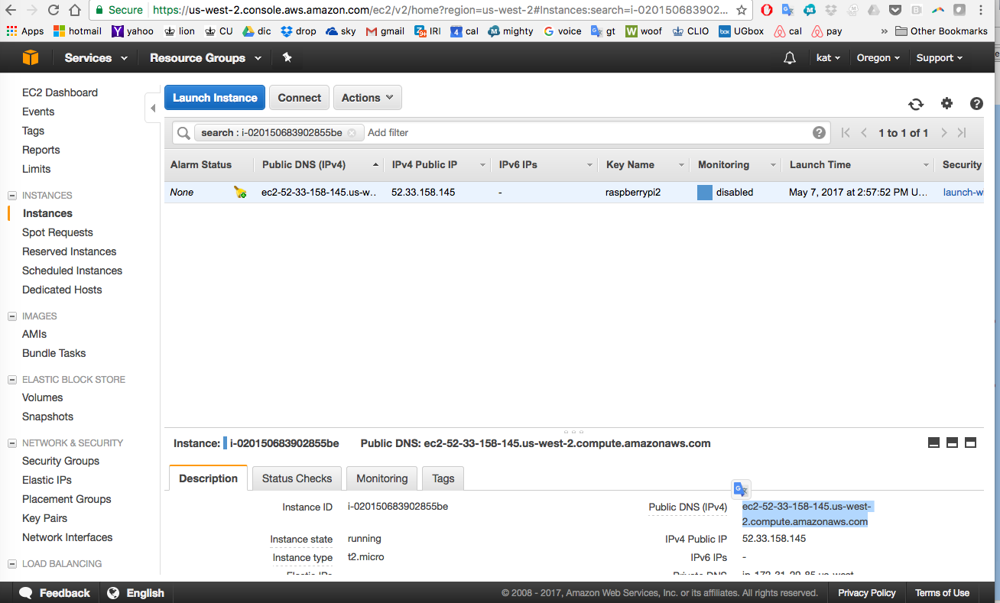 Secure https://us-west-2.console.aws.amazon.com/ec2/v2/home?region=us-west-2#Instances:search=i-020150683902...
Apps hotmail yahoo lion CU dic drop sky gmail IRI cal mighty voice gt woof CLIO UGbox cal pay » Other Bookmarks
Services Resource Groups kat Oregon Support
EC2 Dashboard
Events
Tags
Reports
Limits
INSTANCES
Instances
Spot Requests
Reserved Instances
Scheduled Instances
Dedicated Hosts
IMAGES
AMIs
Bundle Tasks
ELASTIC BLOCK STORE
Volumes
Snapshots
NETWORK & SECURITY
Security Groups
Elastic IPs
Placement Groups
Key Pairs
Network Interfaces
LOAD BALANCING
Launch Instance Connect Actions
search : i-020150683902855be Add filter 1 to 1 of 1
Alarm Status Public DNS (IPv4) IPv4 Public IP IPv6 IPs Key Name Monitoring Launch Time Security
None ec2-52-33-158-145.us-w.. 52.33.158.145 - raspberrypi2 disabled May 7, 2017 at 2:57:52 PM U... launch-w
Instance: i-020150683902855be Public DNS: ec2-52-33-158-145.us-west-2.compute.amazonaws.com
Description Status Checks Monitoring Tags
Instance ID i-020150683902855be
Instance state running
Instance type t2.micro
Elastic IPs
Public DNS (IPv4) ec2-52-33-158-145.us-west-
2.compute.amazonaws.com
IPv4 Public IP 52.33.158.145
IPv6 IPs -
Private DNS ip-172-31-29-85.us-west-
Feedback English © 2008 - 2017, Amazon Web Services, Inc. or its affiliates. All rights reserved. Privacy Policy Terms of Use